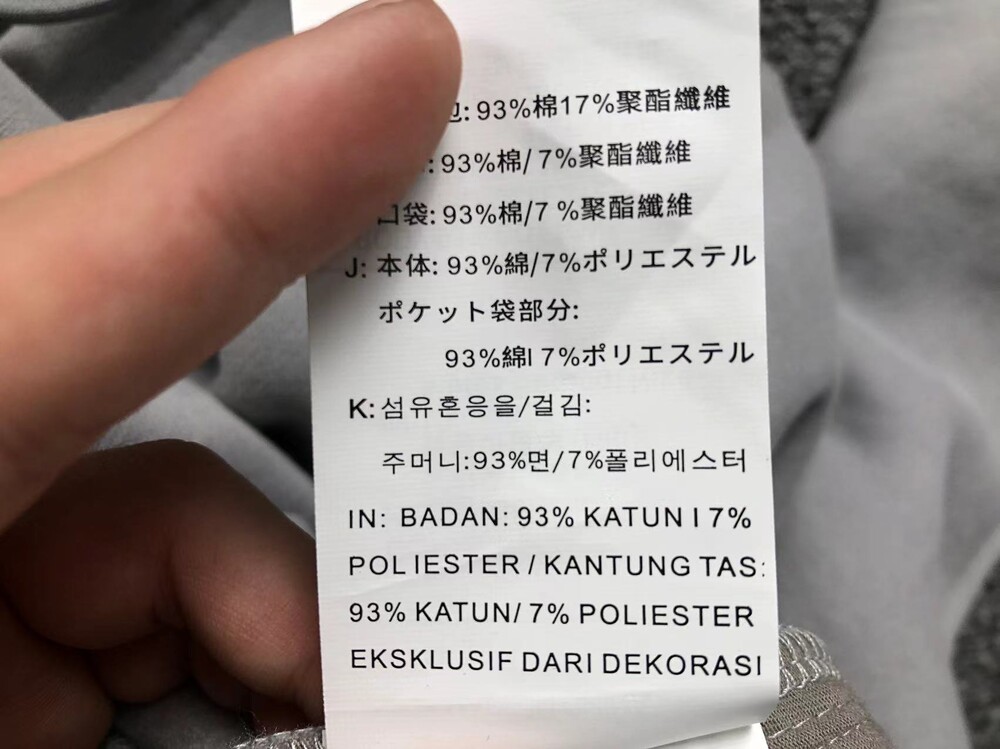 : 93%棉17%聚酯纖維
: 93%棉/ 7%聚酯纖維
口袋: 93%棉/7 %聚酯纖維
J: 本体: 93%綿/7%ポリエステル
ポケット袋部分:
93%綿I 7%ポリエステル
K: 섬유혼응을/걸김:
주머니:93%면/7%폴리에스터
IN: BADAN: 93% KATUN I 7%
POLIESTER / KANTUNG TAS:
93% KATUN/ 7% POLIESTER
EKSKLUSIF DARI DEKORASI